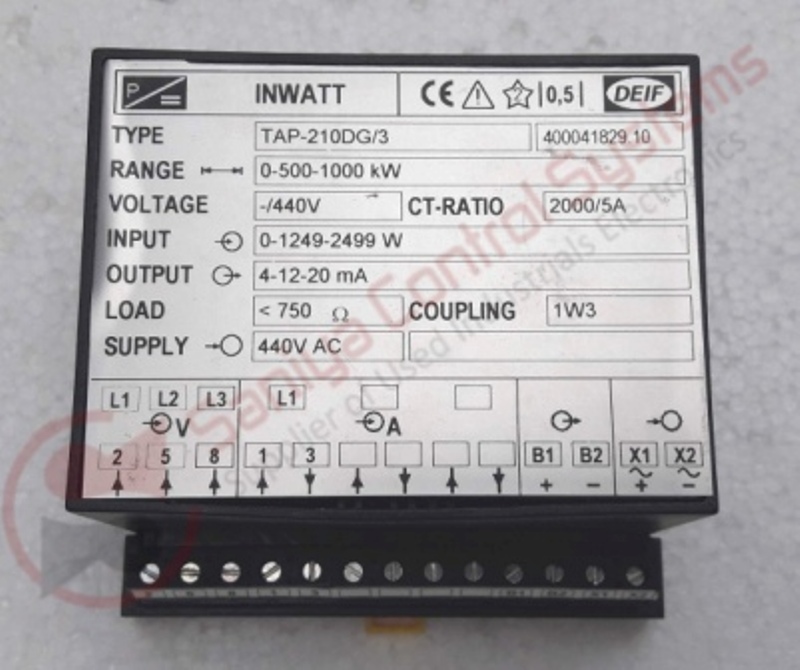 P = INWATT CE 2 0,5 DEIF
TYPE TAP-210DG/3 400041829.10
RANGE 0-500-1000 kW
VOLTAGE -/440V CT-RATIO 2000/5A
INPUT 0-1249-2499 W
OUTPUT 4-12-20 mA
LOAD < 750 Ω COUPLING 1W3
SUPPLY 440V AC
L1 L2 L3 L1
V A
2 5 8 1 3 B1 B2 X1 X2
+ - + -
Saniya Control Systems
Supplier of Used Industrials Electronics